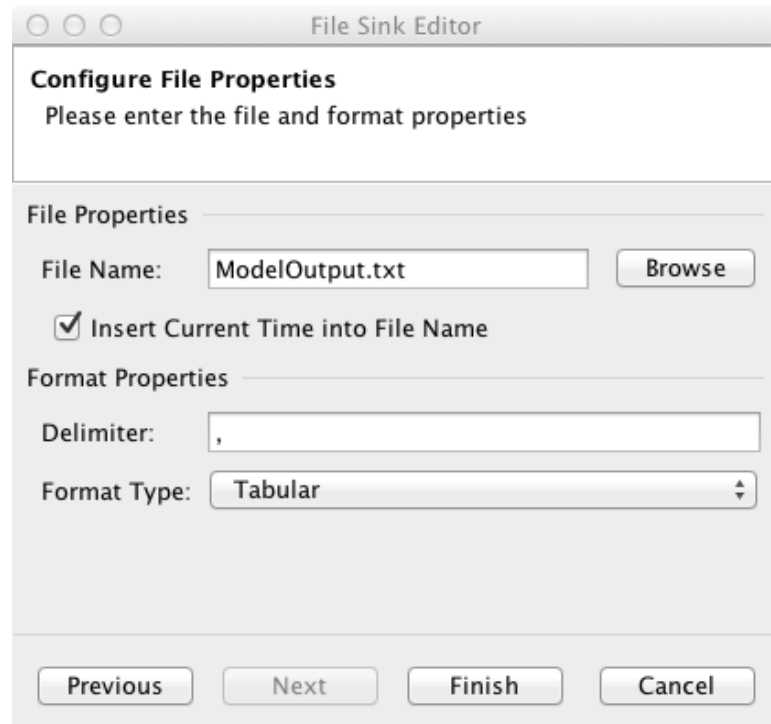 File Sink Editor
Configure File Properties
Please enter the file and format properties
File Properties
File Name: ModelOutput.txt Browse
Insert Current Time into File Name
Format Properties
Delimiter: ,
Format Type: Tabular
Previous Next Finish Cancel